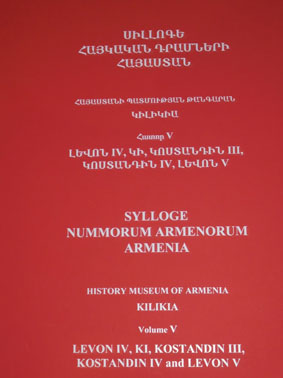 ՍԻԼԼՈԳԵ
ՀԱՅԿԱԿԱՆ ԴՐԱՄՆԵՐԻ
ՀԱՅԱՍՏԱՆ
ՀԱՅԱՍՏԱՆԻ ՊԱՏՄՈՒԹՅԱՆ ԹԱՆԳԱՐԱՆ
ԿԻԼԻԿԻԱ
Հատոր V
ԼԵՎՈՆ IV, ԿԻ, ԿՈՍՏԱՆԴԻՆ III,
ԿՈՍՏԱՆԴԻՆ IV, ԼԵՎՈՆ V
SYLLOGE
NUMMORUM ARMENORUM
ARMENIA
HISTORY MUSEUM OF ARMENIA
KILIKIA
Volume V
LEVON IV, KI, KOSTANDIN III,
KOSTANDIN IV and LEVON V